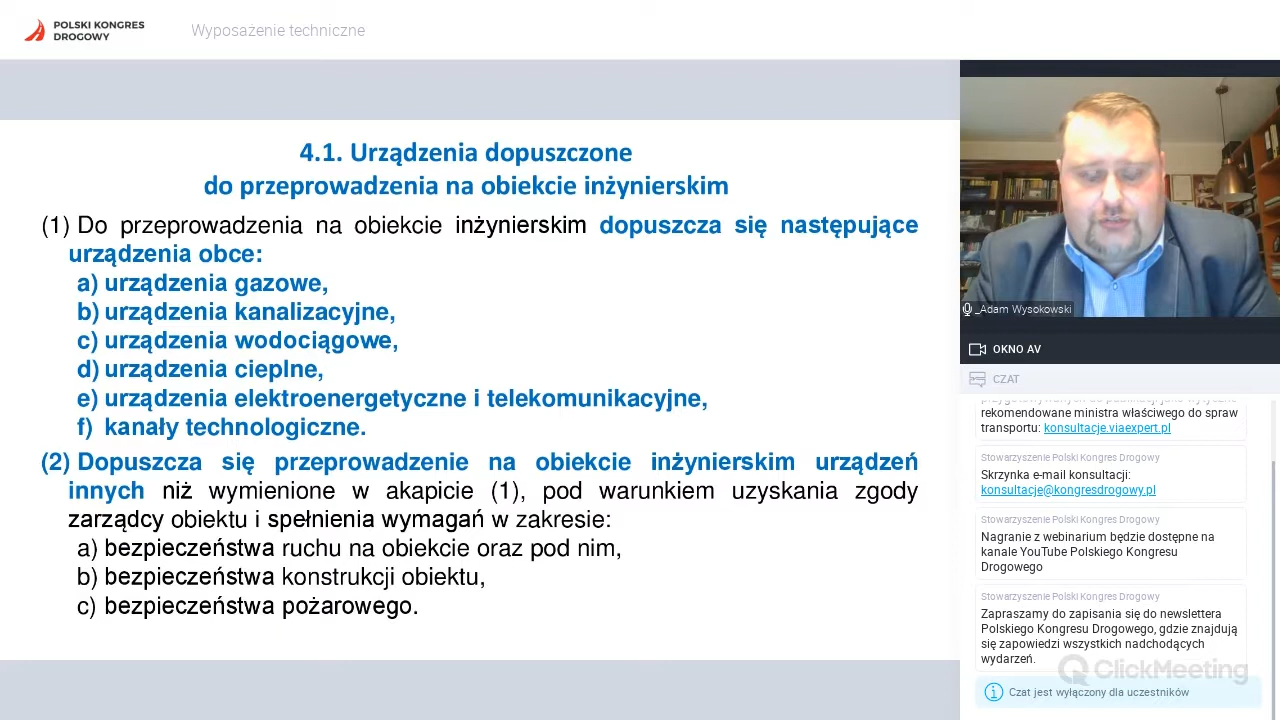 POLSKI KONGRES
DROGOWY
Wyposażenie techniczne
4.1. Urządzenia dopuszczone
do przeprowadzenia na obiekcie inżynierskim
(1) Do przeprowadzenia na obiekcie inżynierskim dopuszcza się następujące
urządzenia obce:
a) urządzenia gazowe,
b) urządzenia kanalizacyjne,
c) urządzenia wodociągowe,
d) urządzenia cieplne,
e) urządzenia elektroenergetyczne i telekomunikacyjne,
f) kanały technologiczne.
(2) Dopuszcza się przeprowadzenie na obiekcie inżynierskim urządzeń
innych niż wymienione w akapicie (1), pod warunkiem uzyskania zgody
zarządcy obiektu i spełnienia wymagań w zakresie:
a) bezpieczeństwa ruchu na obiekcie oraz pod nim,
b) bezpieczeństwa konstrukcji obiektu,
c) bezpieczeństwa pożarowego.
_Adam Wysokowski
OKNO AV
CZAT
rekomendowane ministra właściwego do spraw
transportu: konsultacje.viaexpert.pl
Stowarzyszenie Polski Kongres Drogowy
Skrzynka e-mail konsultacji:
konsultacje@kongresdrogowy.pl
Stowarzyszenie Polski Kongres Drogowy
Nagranie z webinarium będzie dostępne na
kanale YouTube Polskiego Kongresu
Drogowego
Stowarzyszenie Polski Kongres Drogowy
Zapraszamy do zapisania się do newslettera
Polskiego Kongresu Drogowego, gdzie znajdują
się zapowiedzi wszystkich nadchodzących
wydarzeń.
ClickMeeting
Czat jest wyłączony dla uczestników